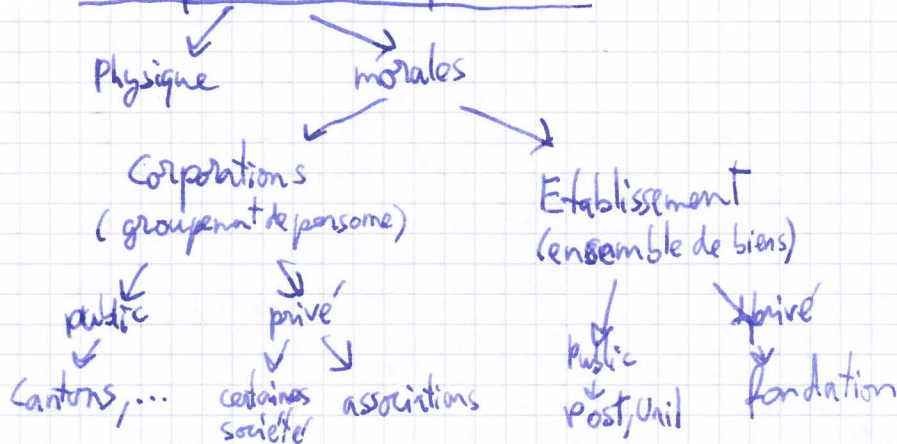 Physique morales
Corporations
(groupement de personne)
Etablissement
(ensemble de biens)
public privé
public privé
Cantons,... certaines
société
associations
Post, Unil fondation